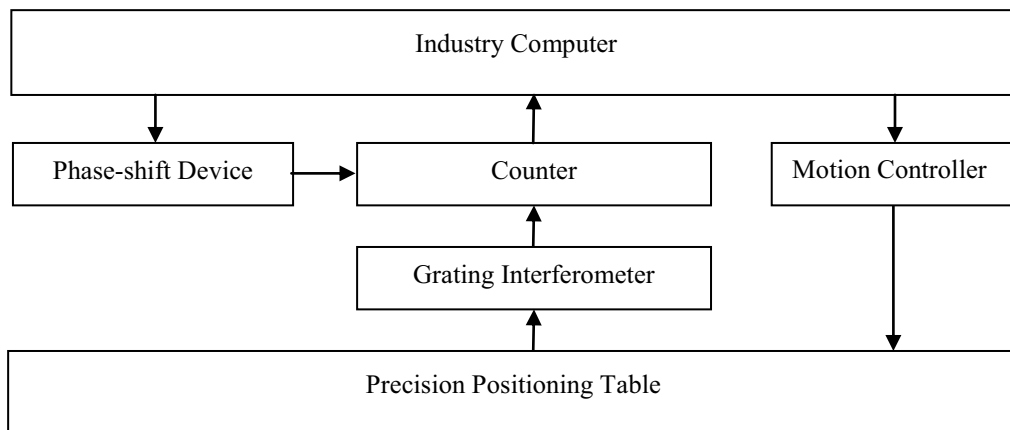 Industry Computer
Phase-shift Device
Counter
Motion Controller
Grating Interferometer
Precision Positioning Table